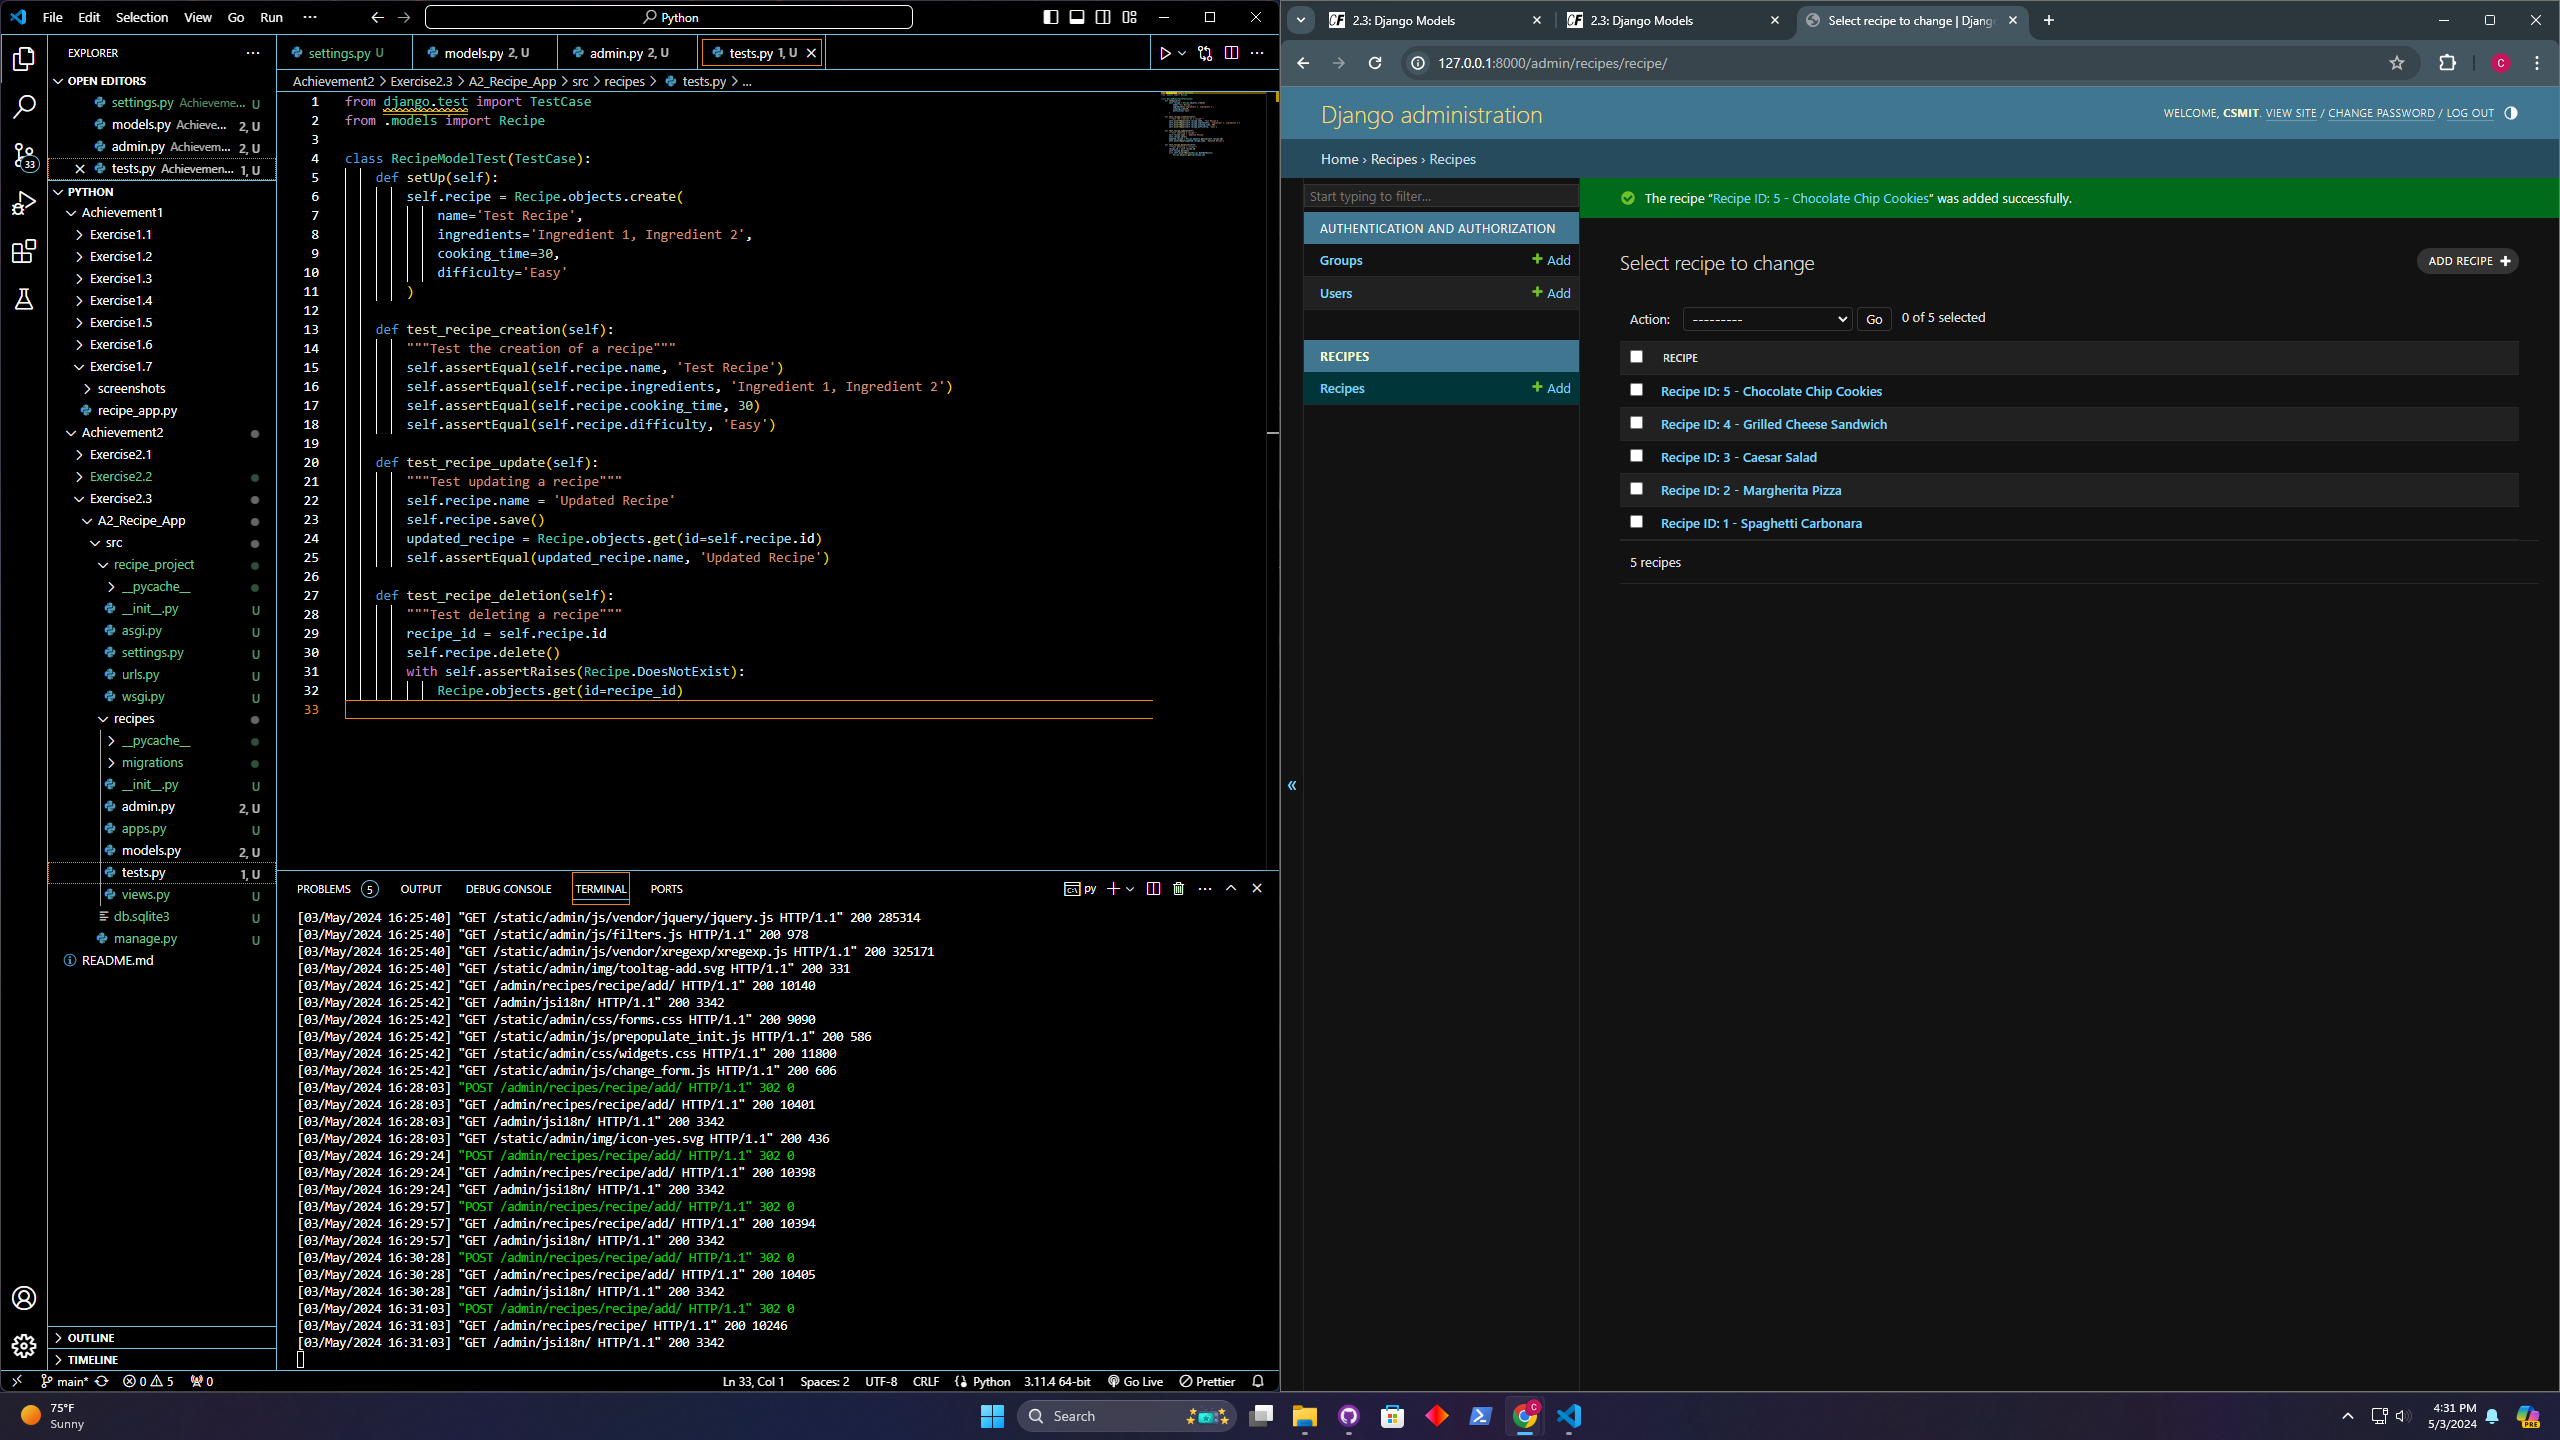 File Edit Selection View Go Run ··· Python
EXPLORER
OPEN EDITORS
settings.py Achieveme... U
models.py Achieve... 2, U
admin.py Achievem... 2, U
tests.py Achievemen... 1, U
PYTHON
Achievement1
Exercise1.1
Exercise1.2
Exercise1.3
Exercise1.4
Exercise1.5
Exercise1.6
Exercise1.7
screenshots
recipe_app.py
Achievement2
Exercise2.1
Exercise2.2
Exercise2.3
A2_Recipe_App
src
recipe_project
__pycache__
__init__.py U
asgi.py U
settings.py U
urls.py U
wsgi.py U
recipes
__pycache__
migrations
__init__.py U
admin.py 2, U
apps.py U
models.py 2, U
tests.py 1, U
views.py U
db.sqlite3 U
manage.py U
README.md
OUTLINE
TIMELINE
33
settings.py U models.py 2, U admin.py 2, U tests.py 1, U
Achievement2 > Exercise2.3 > A2_Recipe_App > src > recipes > tests.py > ...
1 from django.test import TestCase
2 from .models import Recipe
3
4 class RecipeModelTest(TestCase):
5 def setUp(self):
6 self.recipe = Recipe.objects.create(
7 name='Test Recipe',
8 ingredients='Ingredient 1, Ingredient 2',
9 cooking_time=30,
10 difficulty='Easy'
11 )
12
13 def test_recipe_creation(self):
14 """Test the creation of a recipe"""
15 self.assertEqual(self.recipe.name, 'Test Recipe')
16 self.assertEqual(self.recipe.ingredients, 'Ingredient 1, Ingredient 2')
17 self.assertEqual(self.recipe.cooking_time, 30)
18 self.assertEqual(self.recipe.difficulty, 'Easy')
19
20 def test_recipe_update(self):
21 """Test updating a recipe"""
22 self.recipe.name = 'Updated Recipe'
23 self.recipe.save()
24 updated_recipe = Recipe.objects.get(id=self.recipe.id)
25 self.assertEqual(updated_recipe.name, 'Updated Recipe')
26
27 def test_recipe_deletion(self):
28 """Test deleting a recipe"""
29 recipe_id = self.recipe.id
30 self.recipe.delete()
31 with self.assertRaises(Recipe.DoesNotExist):
32 Recipe.objects.get(id=recipe_id)
33
PROBLEMS 5 OUTPUT DEBUG CONSOLE TERMINAL PORTS py
[03/May/2024 16:25:40] "GET /static/admin/js/vendor/jquery/jquery.js HTTP/1.1" 200 285314
[03/May/2024 16:25:40] "GET /static/admin/js/filters.js HTTP/1.1" 200 978
[03/May/2024 16:25:40] "GET /static/admin/js/vendor/xregexp/xregexp.js HTTP/1.1" 200 325171
[03/May/2024 16:25:40] "GET /static/admin/img/tooltag-add.svg HTTP/1.1" 200 331
[03/May/2024 16:25:42] "GET /admin/recipes/recipe/add/ HTTP/1.1" 200 10140
[03/May/2024 16:25:42] "GET /admin/jsi18n/ HTTP/1.1" 200 3342
[03/May/2024 16:25:42] "GET /static/admin/css/forms.css HTTP/1.1" 200 9090
[03/May/2024 16:25:42] "GET /static/admin/js/prepopulate_init.js HTTP/1.1" 200 586
[03/May/2024 16:25:42] "GET /static/admin/css/widgets.css HTTP/1.1" 200 11800
[03/May/2024 16:25:42] "GET /static/admin/js/change_form.js HTTP/1.1" 200 606
[03/May/2024 16:28:03] "POST /admin/recipes/recipe/add/ HTTP/1.1" 302 0
[03/May/2024 16:28:03] "GET /admin/recipes/recipe/add/ HTTP/1.1" 200 10401
[03/May/2024 16:28:03] "GET /admin/jsi18n/ HTTP/1.1" 200 3342
[03/May/2024 16:28:03] "GET /static/admin/img/icon-yes.svg HTTP/1.1" 200 436
[03/May/2024 16:29:24] "POST /admin/recipes/recipe/add/ HTTP/1.1" 302 0
[03/May/2024 16:29:24] "GET /admin/recipes/recipe/add/ HTTP/1.1" 200 10398
[03/May/2024 16:29:24] "GET /admin/jsi18n/ HTTP/1.1" 200 3342
[03/May/2024 16:29:57] "POST /admin/recipes/recipe/add/ HTTP/1.1" 302 0
[03/May/2024 16:29:57] "GET /admin/recipes/recipe/add/ HTTP/1.1" 200 10394
[03/May/2024 16:29:57] "GET /admin/jsi18n/ HTTP/1.1" 200 3342
[03/May/2024 16:30:28] "POST /admin/recipes/recipe/add/ HTTP/1.1" 302 0
[03/May/2024 16:30:28] "GET /admin/recipes/recipe/add/ HTTP/1.1" 200 10405
[03/May/2024 16:30:28] "GET /admin/jsi18n/ HTTP/1.1" 200 3342
[03/May/2024 16:31:03] "POST /admin/recipes/recipe/add/ HTTP/1.1" 302 0
[03/May/2024 16:31:03] "GET /admin/recipes/recipe/ HTTP/1.1" 200 10246
[03/May/2024 16:31:03] "GET /admin/jsi18n/ HTTP/1.1" 200 3342
main* 0 5 0 Ln 33, Col 1 Spaces: 2 UTF-8 CRLF Python 3.11.4 64-bit Go Live Prettier
CF 2.3: Django Models CF 2.3: Django Models Select recipe to change | Djang
127.0.0.1:8000/admin/recipes/recipe/ C
Django administration
WELCOME, CSMIT. VIEW SITE / CHANGE PASSWORD / LOG OUT
Home › Recipes › Recipes
Start typing to filter...
AUTHENTICATION AND AUTHORIZATION
Groups + Add
Users + Add
RECIPES
Recipes + Add
«
The recipe “Recipe ID: 5 - Chocolate Chip Cookies” was added successfully.
Select recipe to change
ADD RECIPE +
Action: --------- Go 0 of 5 selected
RECIPE
Recipe ID: 5 - Chocolate Chip Cookies
Recipe ID: 4 - Grilled Cheese Sandwich
Recipe ID: 3 - Caesar Salad
Recipe ID: 2 - Margherita Pizza
Recipe ID: 1 - Spaghetti Carbonara
5 recipes
75°F
Sunny
Search
C
4:31 PM
5/3/2024
PRE